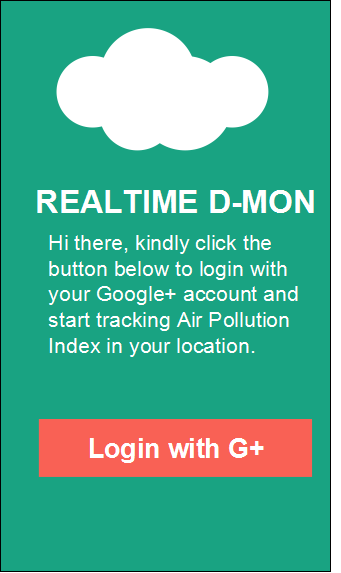 REALTIME D-MON
Hi there, kindly click the
button below to login with
your Google+ account and
start tracking Air Pollution
Index in your location.
Login with G+